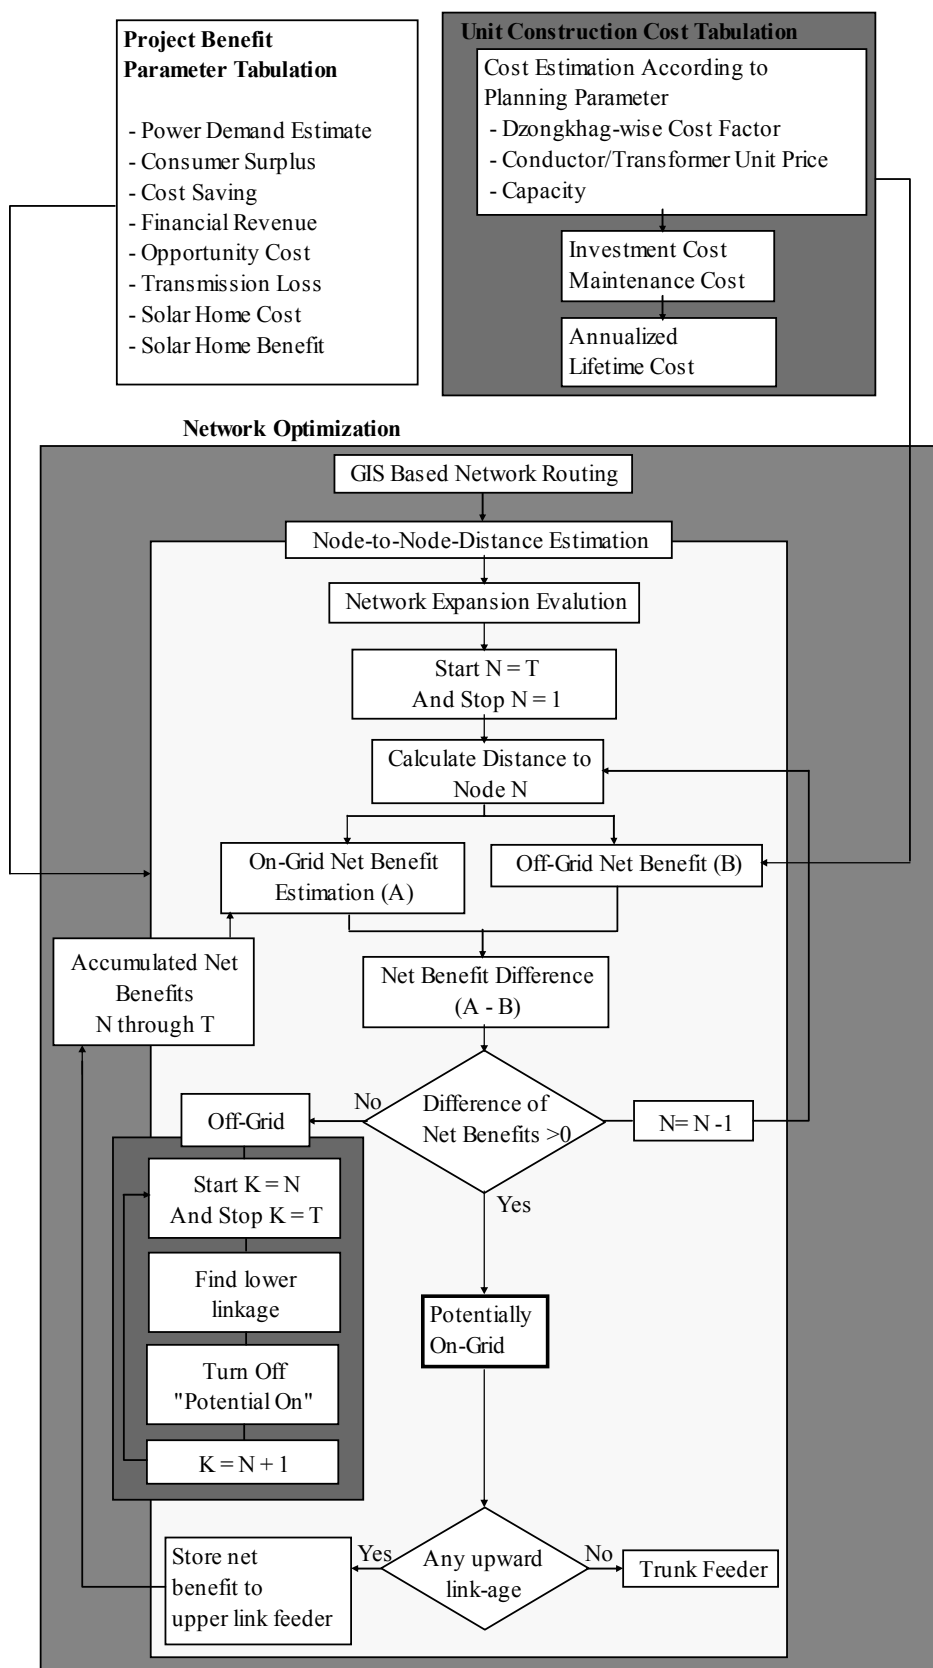 Project Benefit
Parameter Tabulation
- Power Demand Estimate
- Consumer Surplus
- Cost Saving
- Financial Revenue
- Opportunity Cost
- Transmission Loss
- Solar Home Cost
- Solar Home Benefit
Unit Construction Cost Tabulation
Cost Estimation According to
Planning Parameter
- Dzongkhag-wise Cost Factor
- Conductor/Transformer Unit Price
- Capacity
Investment Cost
Maintenance Cost
Annualized
Lifetime Cost
Network Optimization
GIS Based Network Routing
Node-to-Node-Distance Estimation
Network Expansion Evalution
Start N = T
And Stop N = 1
Calculate Distance to
Node N
On-Grid Net Benefit
Estimation (A)
Off-Grid Net Benefit (B)
Accumulated Net
Benefits
N through T
Net Benefit Difference
(A - B)
No
Difference of
Net Benefits >0
N= N -1
Yes
Off-Grid
Start K = N
And Stop K = T
Find lower
linkage
Turn Off
"Potential On"
K = N + 1
Potentially
On-Grid
Store net
benefit to
upper link feeder
Yes
Any upward
link-age
No
Trunk Feeder